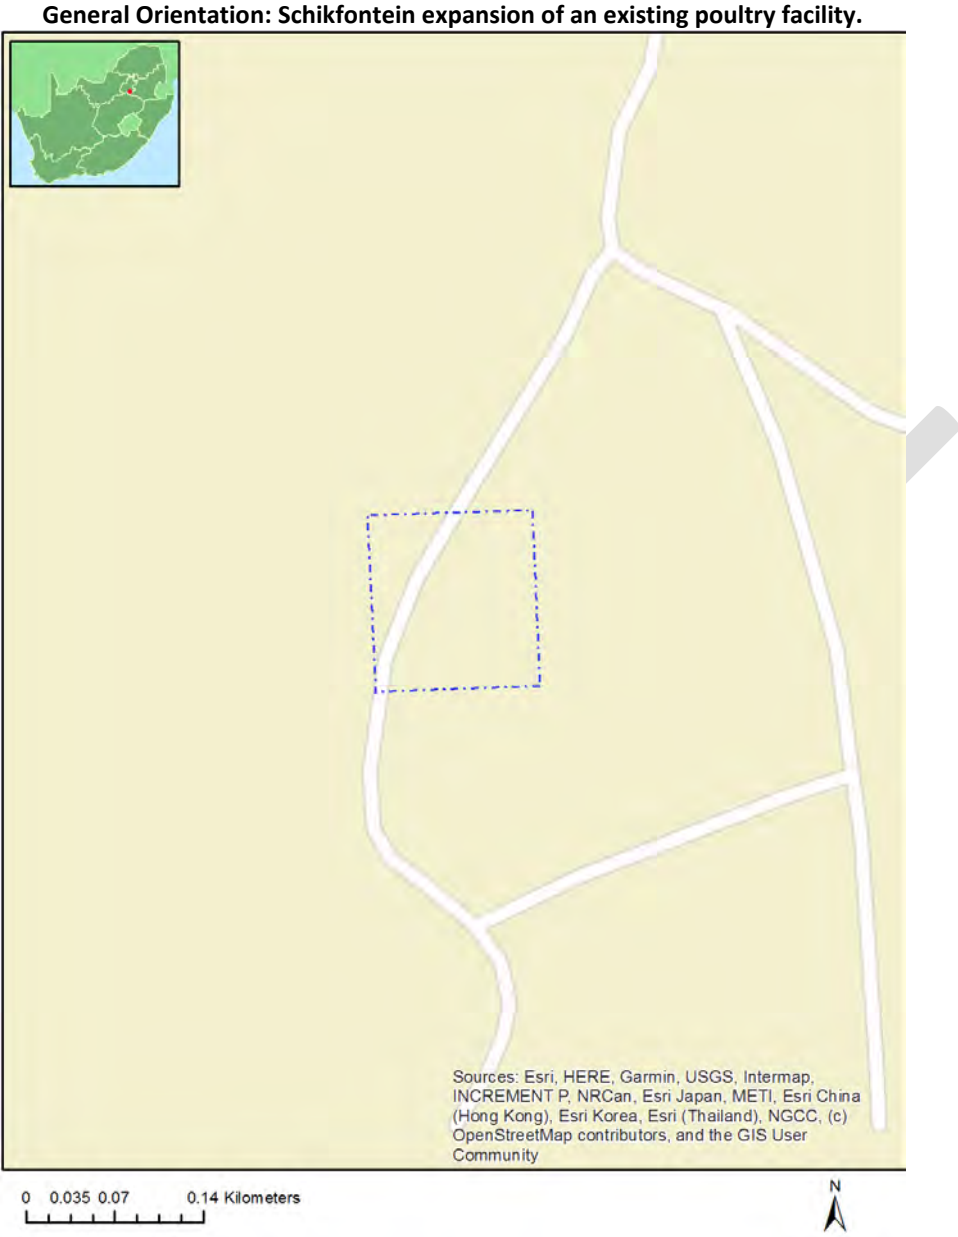 General Orientation: Schikfontein expansion of an existing poultry facility.
Sources: Esri, HERE, Garmin, USGS, Intermap,
INCREMENT P, NRCan, Esri Japan, METI, Esri China
(Hong Kong), Esri Korea, Esri (Thailand), NGCC, (c)
OpenStreetMap contributors, and the GIS User
Community
0 0.035 0.07 0.14 Kilometers
N